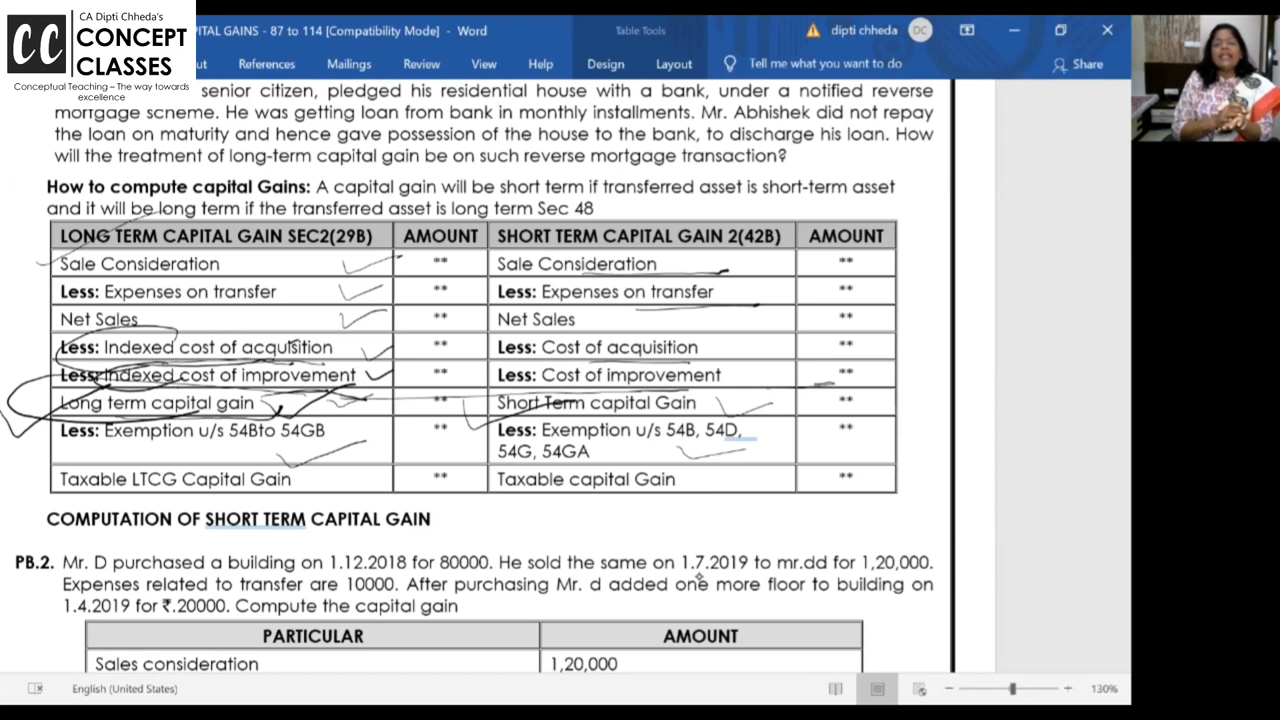 CA Dipti Chheda's
CC CONCEPT
CLASSES
Conceptual Teaching – The way towards
excellence
PITAL GAINS - 87 to 114 [Compatibility Mode] - Word
Table Tools
dipti chheda
DC
ut References Mailings Review View Help Design Layout Tell me what you want to do Share
senior citizen, pledged his residential house with a bank, under a notified reverse
mortgage scheme. He was getting loan from bank in monthly installments. Mr. Abhishek did not repay
the loan on maturity and hence gave possession of the house to the bank, to discharge his loan. How
will the treatment of long-term capital gain be on such reverse mortgage transaction?
How to compute capital Gains: A capital gain will be short term if transferred asset is short-term asset
and it will be long term if the transferred asset is long term Sec 48
LONG TERM CAPITAL GAIN SEC2(29B) AMOUNT SHORT TERM CAPITAL GAIN 2(42B) AMOUNT
Sale Consideration ** Sale Consideration **
Less: Expenses on transfer ** Less: Expenses on transfer **
Net Sales ** Net Sales **
Less: Indexed cost of acquisition ** Less: Cost of acquisition **
Less: Indexed cost of improvement ** Less: Cost of improvement **
Long term capital gain ** Short Term capital Gain **
Less: Exemption u/s 54Bto 54GB ** Less: Exemption u/s 54B, 54D, **
54G, 54GA
Taxable LTCG Capital Gain ** Taxable capital Gain **
COMPUTATION OF SHORT TERM CAPITAL GAIN
PB.2. Mr. D purchased a building on 1.12.2018 for 80000. He sold the same on 1.7.2019 to mr.dd for 1,20,000.
Expenses related to transfer are 10000. After purchasing Mr. d added one more floor to building on
1.4.2019 for ₹.20000. Compute the capital gain
PARTICULAR AMOUNT
Sales consideration 1,20,000
English (United States)
130%